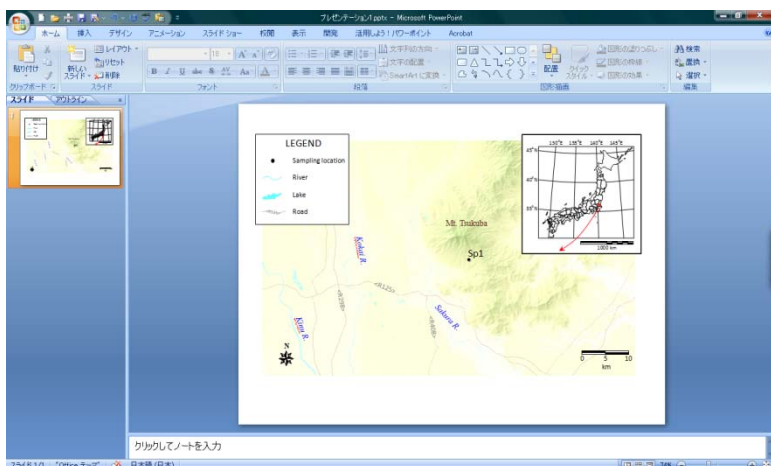 プレゼンテーション1.pptx - Microsoft PowerPoint
ホーム 挿入 デザイン アニメーション スライド ショー 校閲 表示 開発 活用しよう!パワーポイント Acrobat
貼り付け
新しい
スライド
レイアウト
リセット
削除
18
文字列の方向
文字の配置
SmartArt に変換
配置
クイック
スタイル
図形の塗りつぶし
図形の枠線
図形の効果
検索
置換
選択
クリップボード スライド フォント 段落 図形描画 編集
スライド アウトライン
1
LEGEND
Sampling location
River
Lake
Road
130°E 135°E 140°E 145°E
45°N
40°N
35°N
1000 km
Mt. Tsukuba
Sp1
Kokai R.
<R125>
<R298>
<R408>
Sakura R.
Kinu R.
N
0 5 10
km
クリックしてノートを入力
スライド 1/1 "Office テーマ" 日本語 (日本) 74%